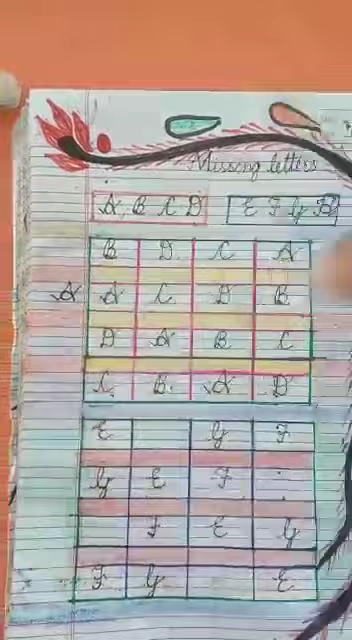 Missing letters
A B C D E F G H
B D C A
A A C D B
D A B C
C B A D
E G F
G E F
F E G
F G E